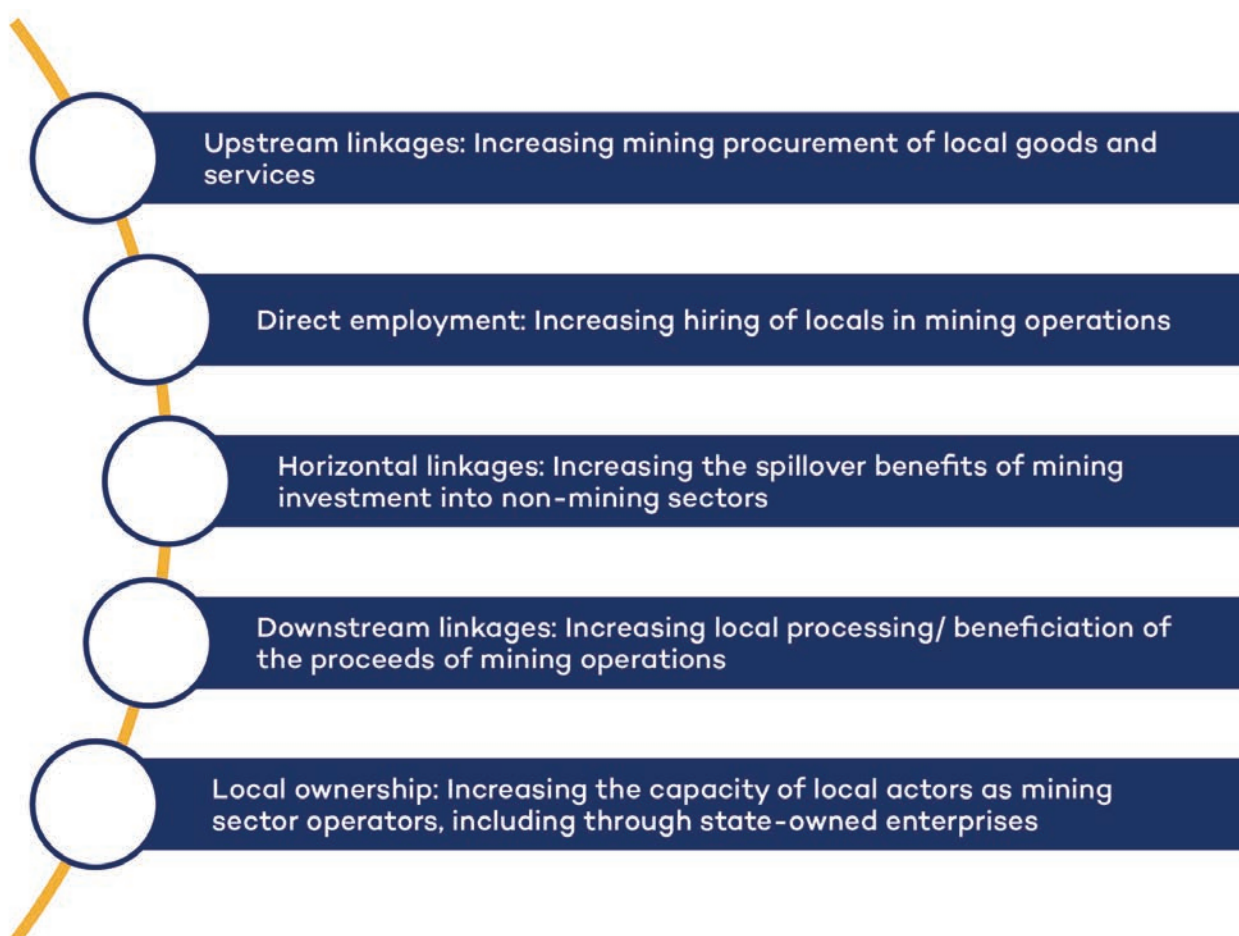 Upstream linkages: Increasing mining procurement of local goods and
services
Direct employment: Increasing hiring of locals in mining operations
Horizontal linkages: Increasing the spillover benefits of mining
investment into non-mining sectors
Downstream linkages: Increasing local processing/ beneficiation of
the proceeds of mining operations
Local ownership: Increasing the capacity of local actors as mining
sector operators, including through state-owned enterprises